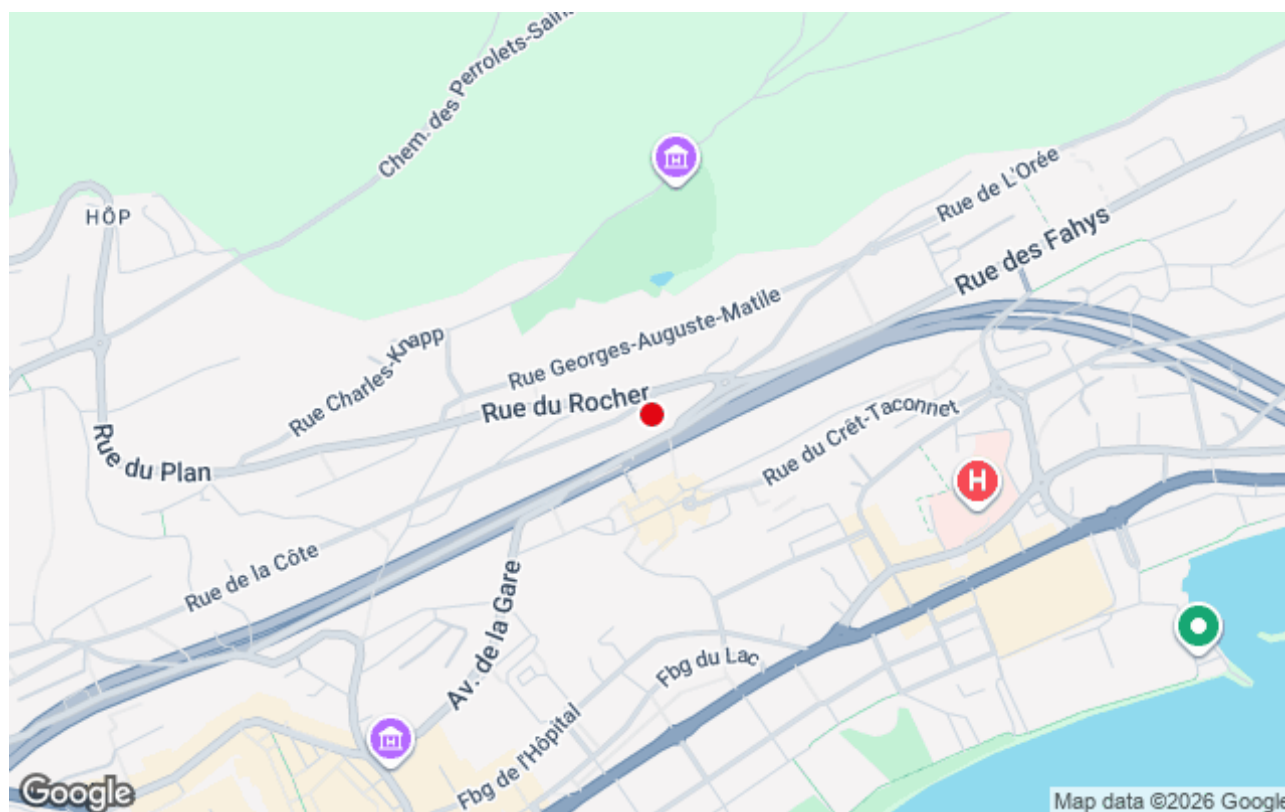 Chem. des Perrolets-Sain
HÔP
Rue de L'Orée
Rue des Fahys
Rue Georges-Auguste-Matile
Rue Charles-Knapp
Rue du Rocher
Rue du Plan
Rue du Crêt-Taconnet
H
Rue de la Côte
Av. de la Gare
Fbg du Lac
Fbg de l'Hôpital
Google
Map data ©2026 Google